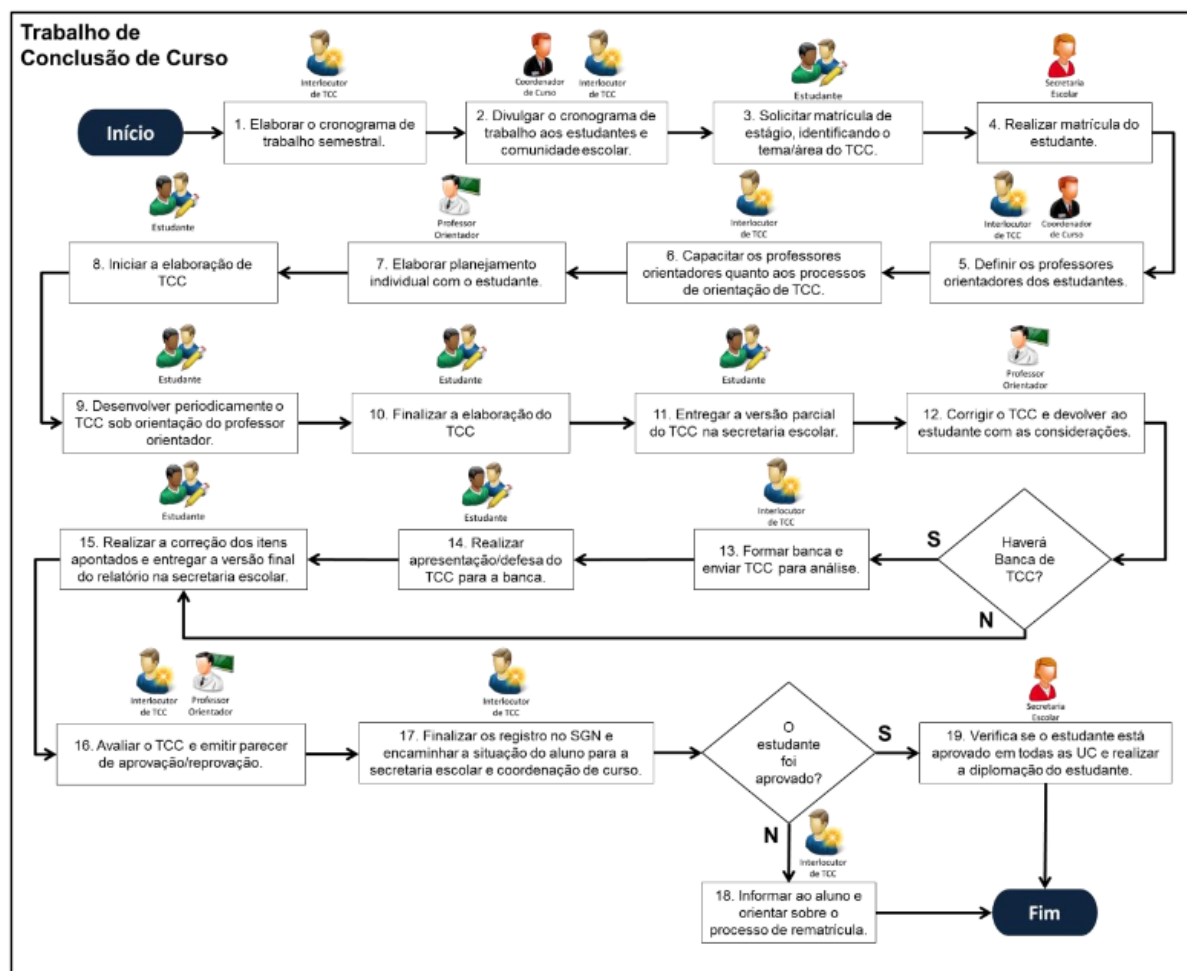 Trabalho de
Conclusão de Curso
Interlocutor
de TCC
Coordenador
de Curso
Interlocutor
de TCC
Estudante
Secretaria
Escolar
Início
1. Elaborar o cronograma de
trabalho semestral.
2. Divulgar o cronograma de
trabalho aos estudantes e
comunidade escolar.
3. Solicitar matrícula de
estágio, identificando o
tema/área do TCC.
4. Realizar matrícula do
estudante.
Estudante
Professor
Orientador
Interlocutor
de TCC
Interlocutor
de TCC
Coordenador
de Curso
8. Iniciar a elaboração de
TCC
7. Elaborar planejamento
individual com o estudante.
6. Capacitar os professores
orientadores quanto aos processos
de orientação de TCC.
5. Definir os professores
orientadores dos estudantes.
Estudante
Estudante
Estudante
Professor
Orientador
9. Desenvolver periodicamente o
TCC sob orientação do professor
orientador.
10. Finalizar a elaboração do
TCC
11. Entregar a versão parcial
do TCC na secretaria escolar.
12. Corrigir o TCC e devolver ao
estudante com as considerações.
Estudante
Estudante
Interlocutor
de TCC
15. Realizar a correção dos itens
apontados e entregar a versão final
do relatório na secretaria escolar.
14. Realizar
apresentação/defesa do
TCC para a banca.
13. Formar banca e
enviar TCC para análise.
S
Haverá
Banca de
TCC?
N
Interlocutor
de TCC
Professor
Orientador
Interlocutor
de TCC
Secretaria
Escolar
16. Avaliar o TCC e emitir parecer
de aprovação/reprovação.
17. Finalizar os registro no SGN e
encaminhar a situação do aluno para a
secretaria escolar e coordenação de curso.
O
estudante
foi
aprovado?
S
19. Verifica se o estudante está
aprovado em todas as UC e realizar
a diplomação do estudante.
N
Interlocutor
de TCC
18. Informar ao aluno e
orientar sobre o
processo de rematrícula.
Fim